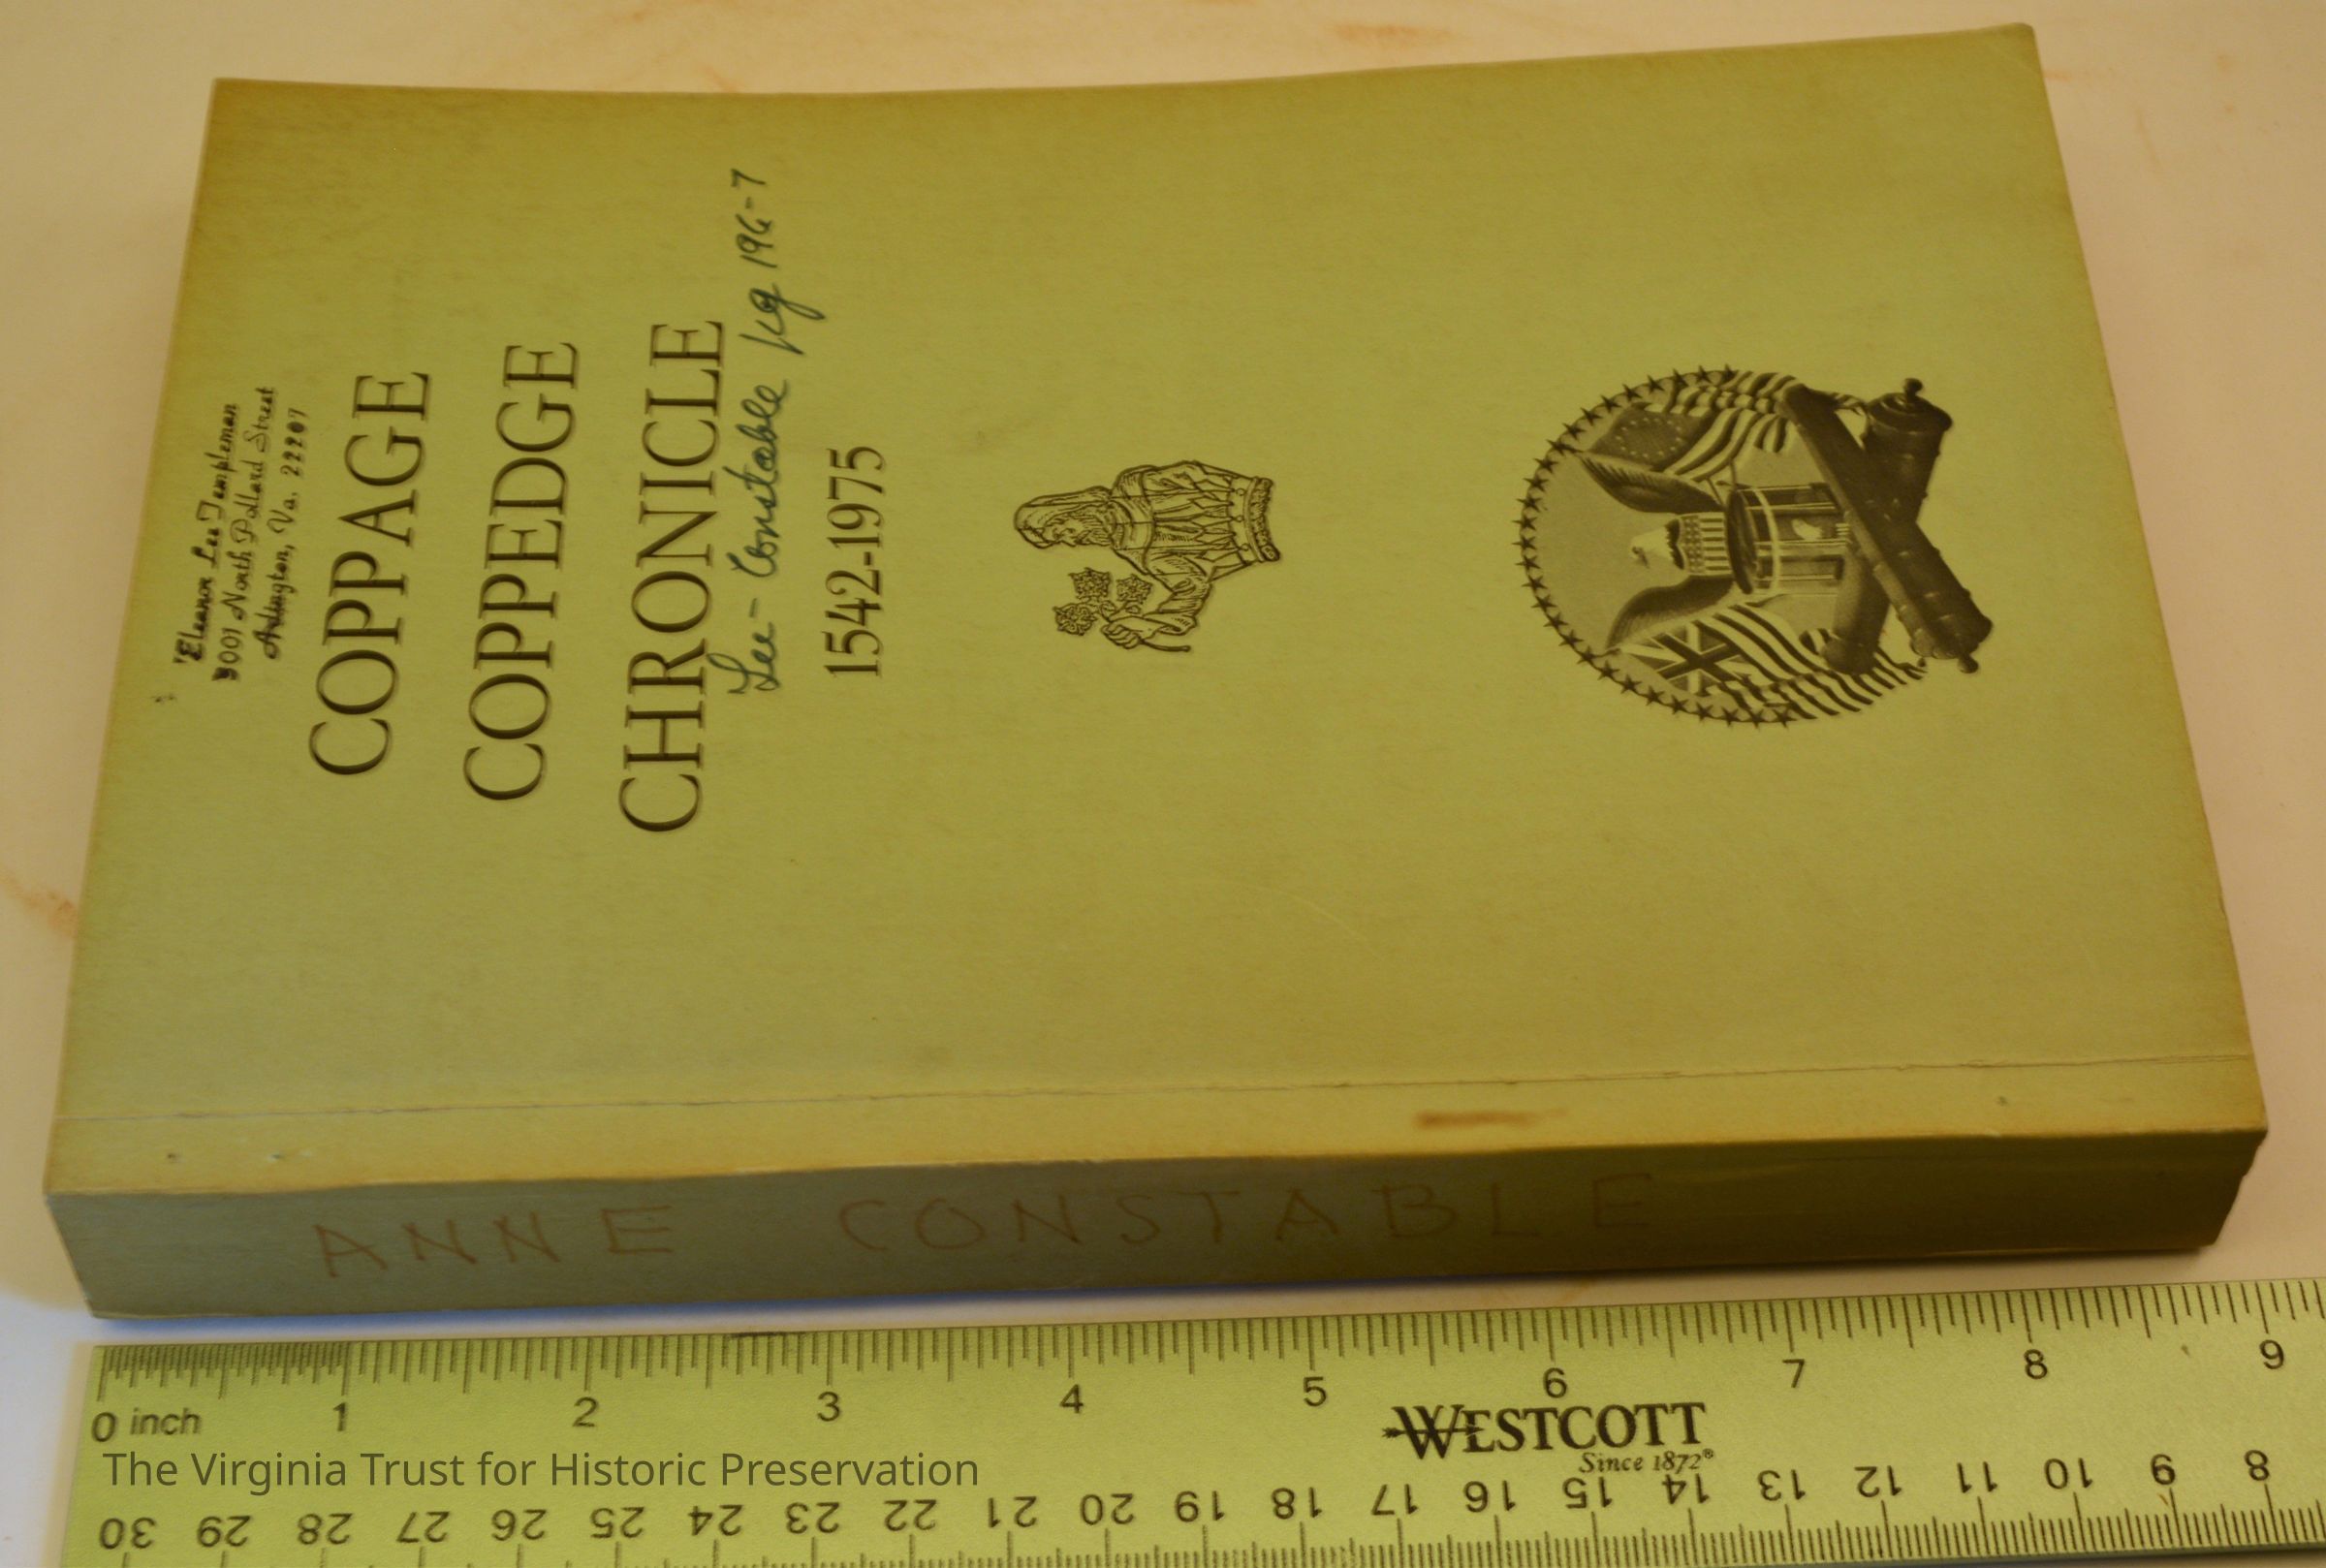 Eleanor Lee Templeman
3001 North Pollard Street
Arlington, Va. 22207
COPPAGE
COPPEDGE
CHRONICLE
Lee-Constable pg 196-7
1542-1975
ANNE CONSTABLE
0 inch 1 2 3 4 5 6 7 8 9
WESTCOTT
Since 1872®
The Virginia Trust for Historic Preservation
30 29 28 27 26 25 24 23 22 21 20 19 18 17 16 15 14 13 12 11 10 9 8